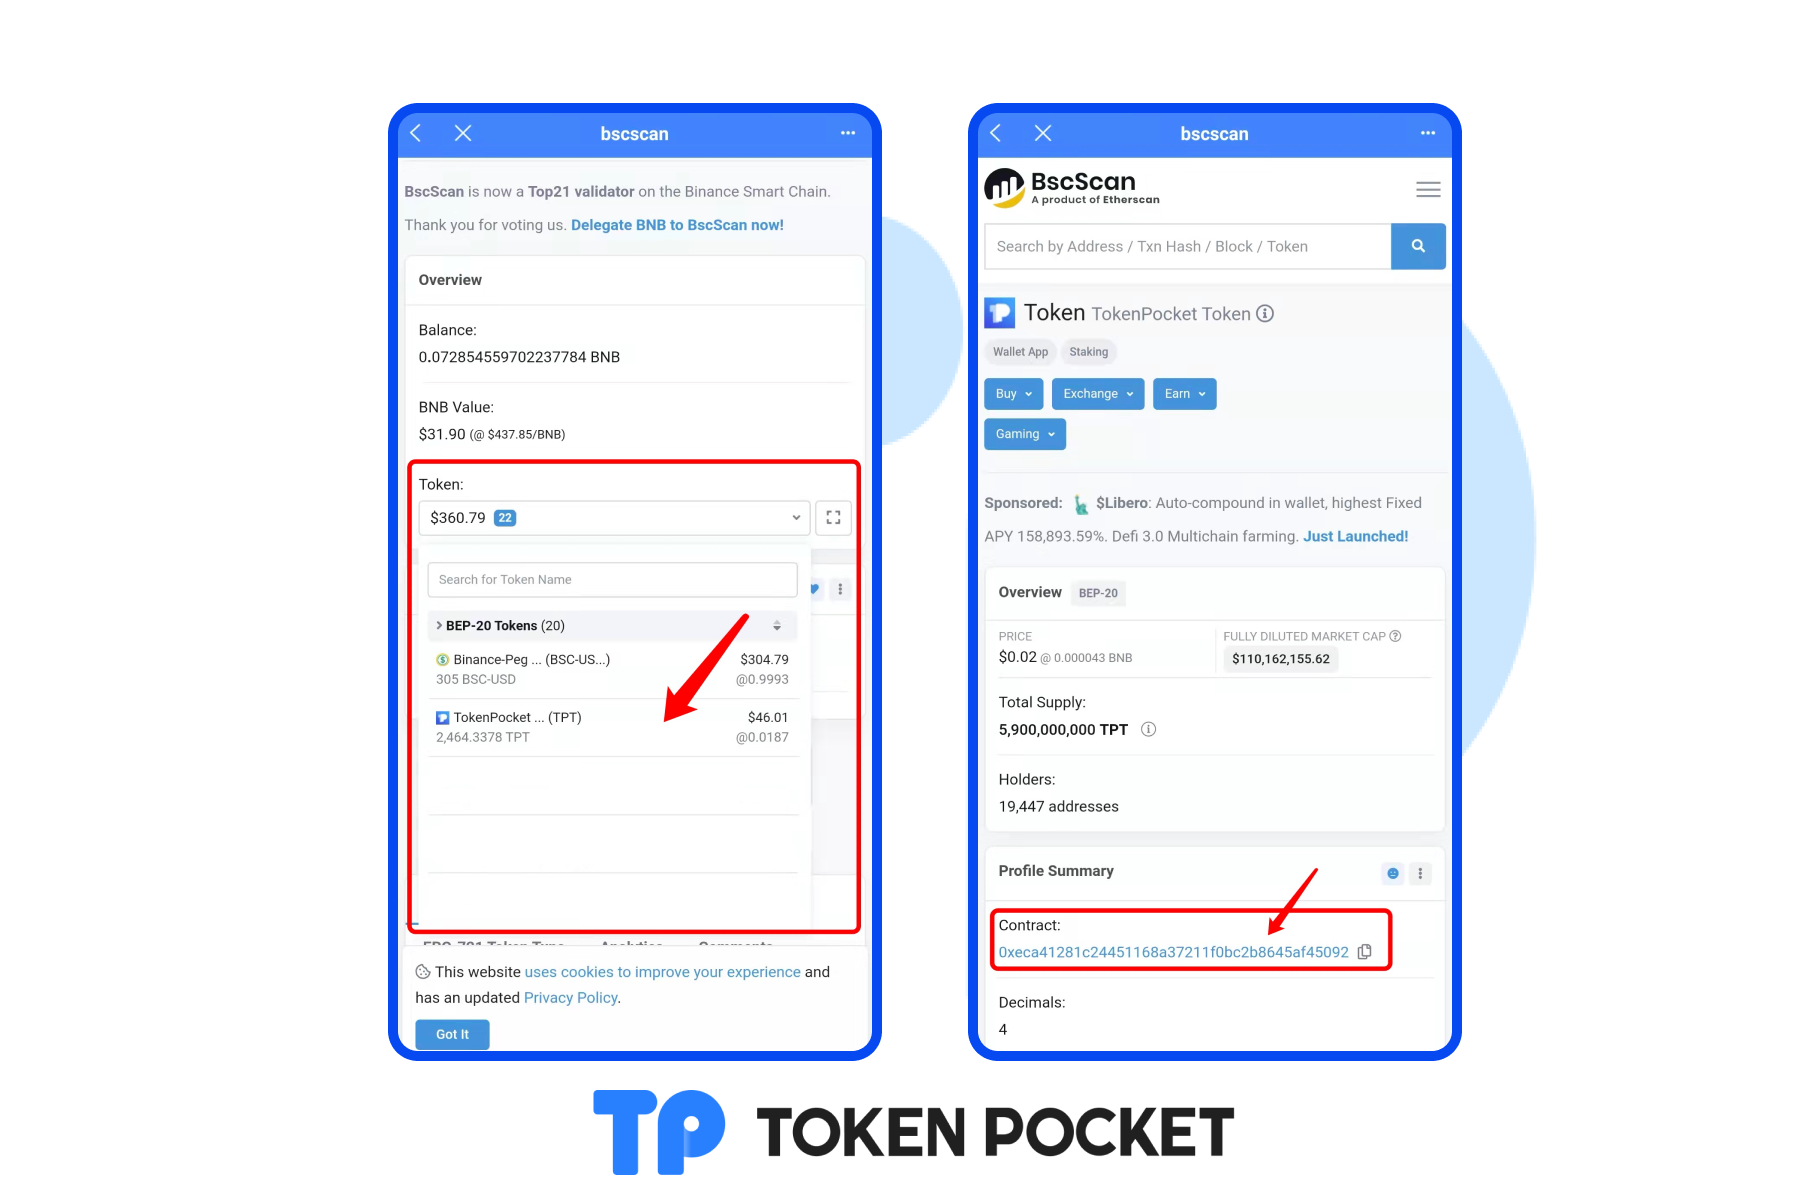 bscscan
BscScan is now a Top21 validator on the Binance Smart Chain.
Thank you for voting us. Delegate BNB to BscScan now!
Overview
Balance:
0.072854559702237784 BNB
BNB Value:
$31.90 (@ $437.85/BNB)
Token:
$360.79 22
Search for Token Name
BEP-20 Tokens (20)
Binance-Peg ... (BSC-US...) $304.79
305 BSC-USD @0.9993
TokenPocket ... (TPT) $46.01
2,464.3378 TPT @0.0187
ERC-721 Token Txns Analytics Comments
This website uses cookies to improve your experience and
has an updated Privacy Policy.
Got It
bscscan
BscScan
A product of Etherscan
Search by Address / Txn Hash / Block / Token
Token TokenPocket Token
Wallet App Staking
Buy Exchange Earn
Gaming
Sponsored: $Libero: Auto-compound in wallet, highest Fixed
APY 158,893.59%. Defi 3.0 Multichain farming. Just Launched!
Overview BEP-20
PRICE FULLY DILUTED MARKET CAP
$0.02 @ 0.000043 BNB $110,162,155.62
Total Supply:
5,900,000,000 TPT
Holders:
19,447 addresses
Profile Summary
Contract:
0xeca41281c24451168a37211f0bc2b8645af45092
Decimals:
4
TP TOKEN POCKET